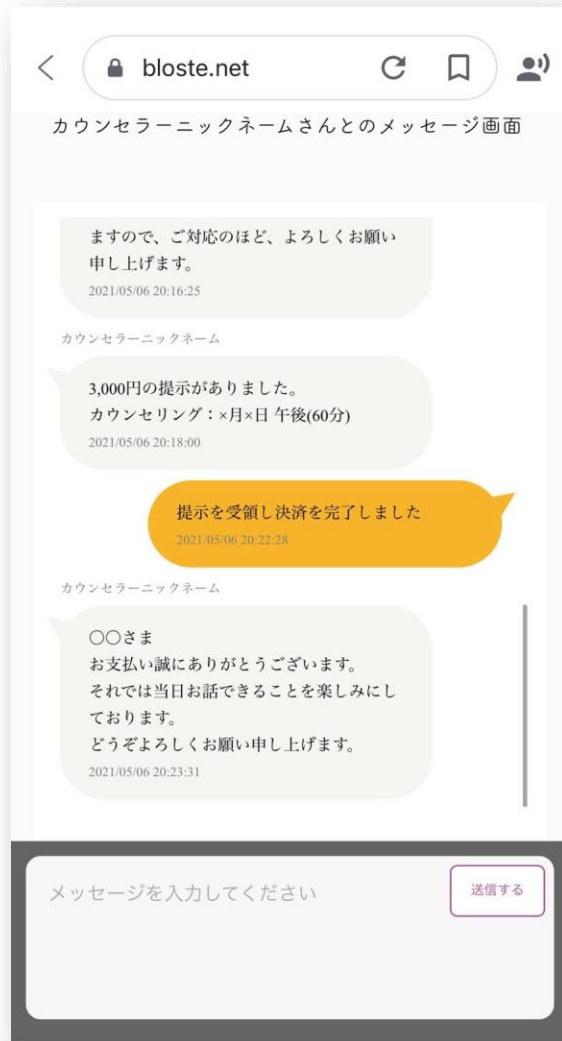 bloste.net
カウンセラーニックネームさんとのメッセージ画面
ますので、ご対応のほど、よろしくお願い
申し上げます。
2021/05/06 20:16:25
カウンセラーニックネーム
3,000円の提示がありました。
カウンセリング：×月×日 午後(60分)
2021/05/06 20:18:00
提示を受領し決済を完了しました
2021/05/06 20:22:28
カウンセラーニックネーム
〇〇さま
お支払い誠にありがとうございます。
それでは当日お話できることを楽しみにし
ております。
どうぞよろしくお願い申し上げます。
2021/05/06 20:23:31
メッセージを入力してください
送信する